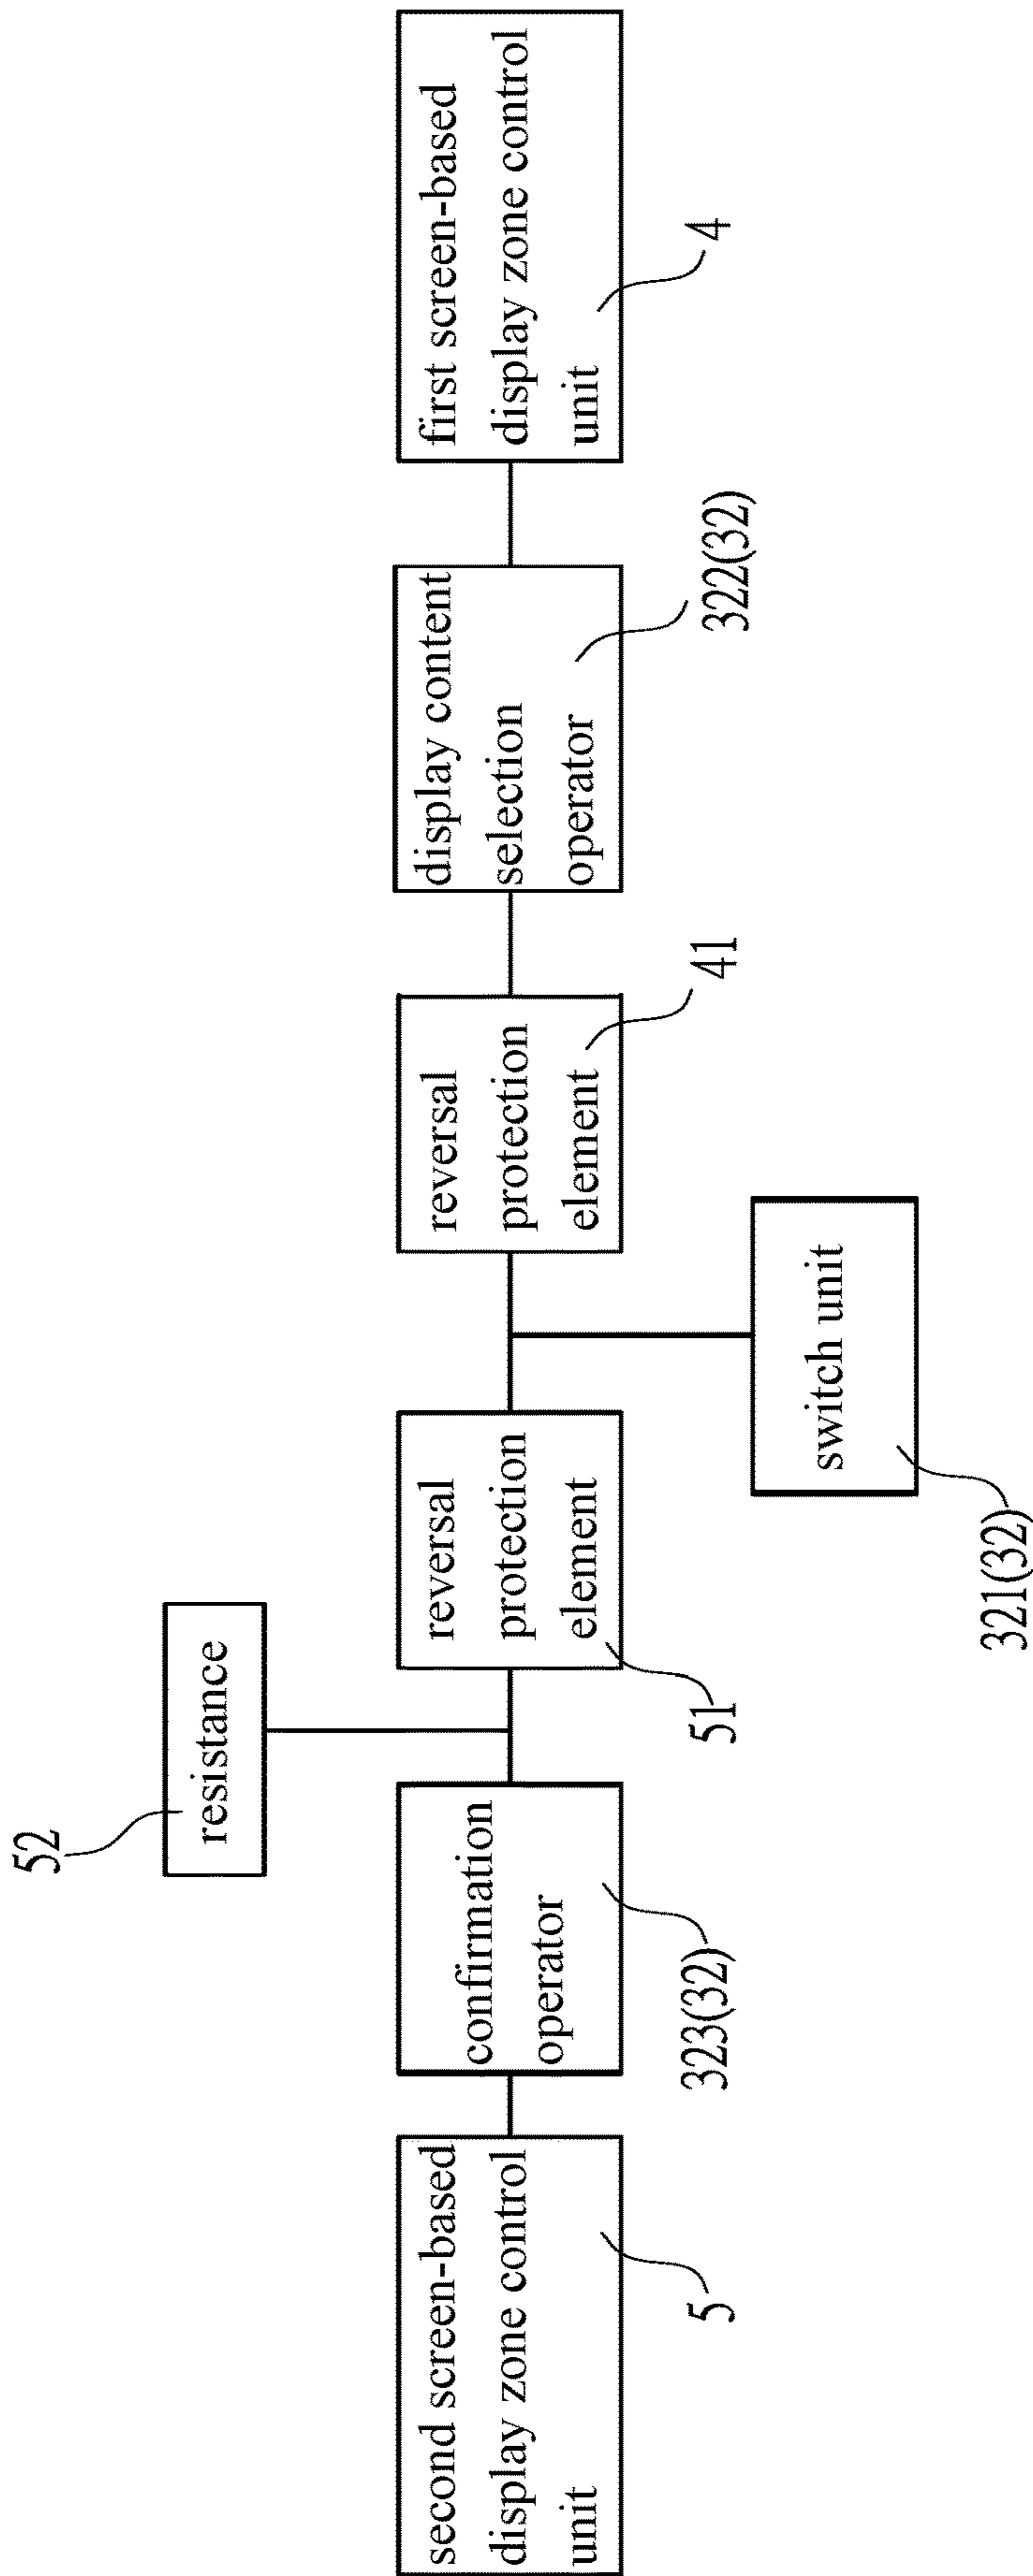 52
resistance
second screen-based
display zone control
unit
5
confirmation
operator
323(32)
reversal
protection
element
51
switch unit
321(32)
reversal
protection
element
41
display content
selection
operator
322(32)
first screen-based
display zone control
unit
4